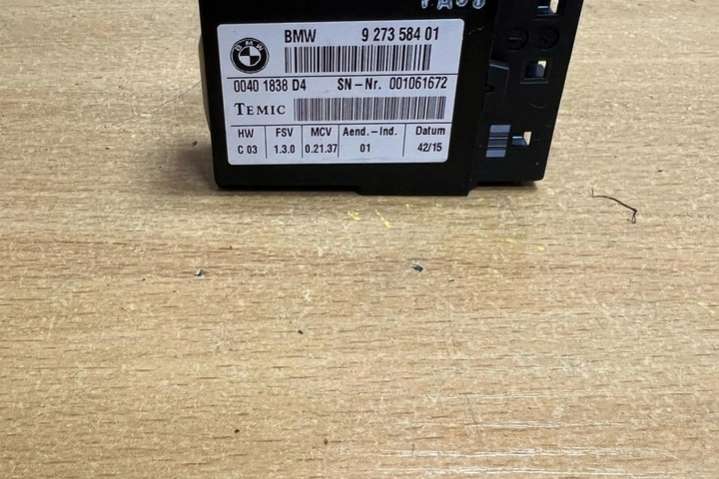 BMW 9 273 584 01
BMW
0040 1838 D4 SN-Nr. 001061672
TEMIC
HW FSV MCV Aend.-Ind. Datum
C 03 1.3.0 0.21.37 01 42/15